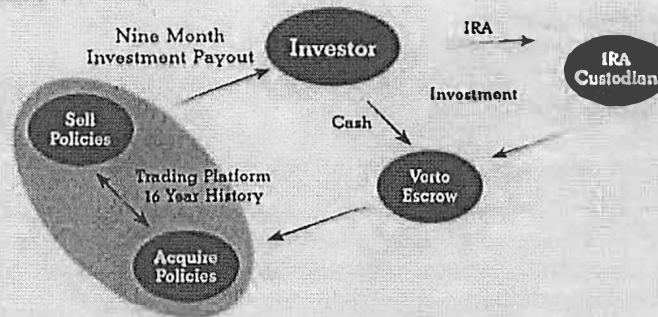 Nine Month
Investment Payout
Investor
IRA
IRA
Custodian
Investment
Cash
Sell
Policies
Trading Platform
16 Year History
Verto
Escrow
Acquire
Policies